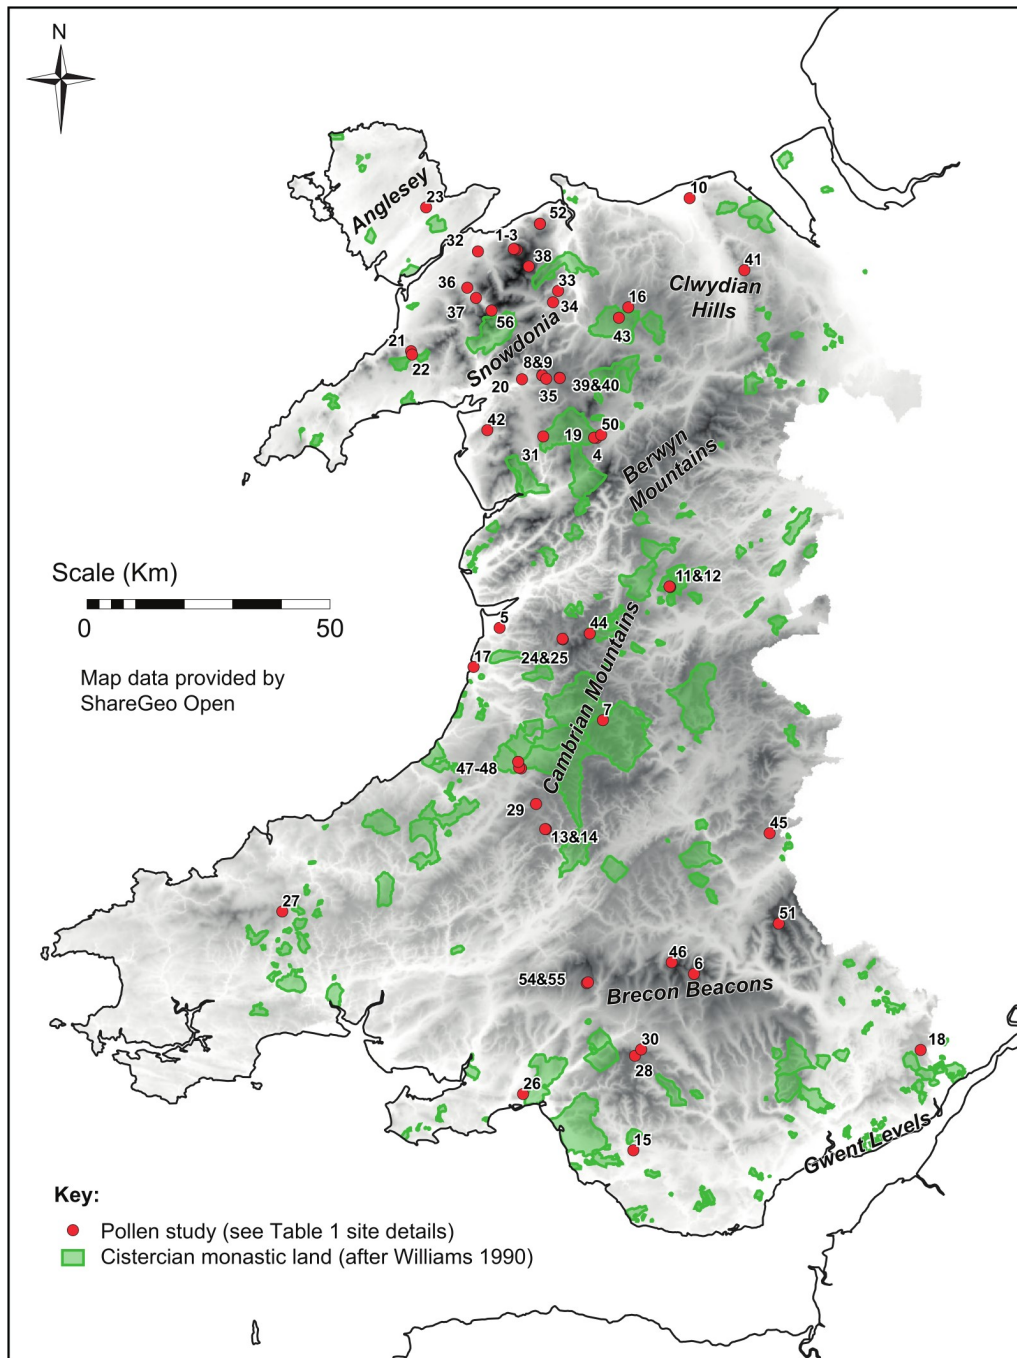 N
10
Anglesey
23
52
32
1-3
38
41
Clwydian
Hills
36
33
34
16
37
56
43
Snowdonia
21
22
8&9
20
35
39&40
42
50
19
4
31
Berwyn
Mountains
Scale (Km)
0
50
Map data provided by
ShareGeo Open
11&12
5
44
24&25
17
Cambrian Mountains
7
47-48
29
13&14
45
27
51
46
6
54&55
Brecon Beacons
30
28
18
26
15
Gwent Levels
Key:
Pollen study (see Table 1 site details)
Cistercian monastic land (after Williams 1990)